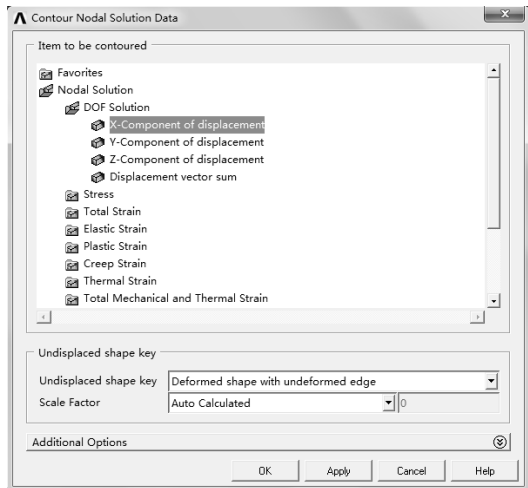 Contour Nodal Solution Data
Item to be contoured
Favorites
Nodal Solution
DOF Solution
X-Component of displacement
Y-Component of displacement
Z-Component of displacement
Displacement vector sum
Stress
Total Strain
Elastic Strain
Plastic Strain
Creep Strain
Thermal Strain
Total Mechanical and Thermal Strain
Undisplaced shape key
Undisplaced shape key Deformed shape with undeformed edge
Scale Factor Auto Calculated 0
Additional Options
OK Apply Cancel Help